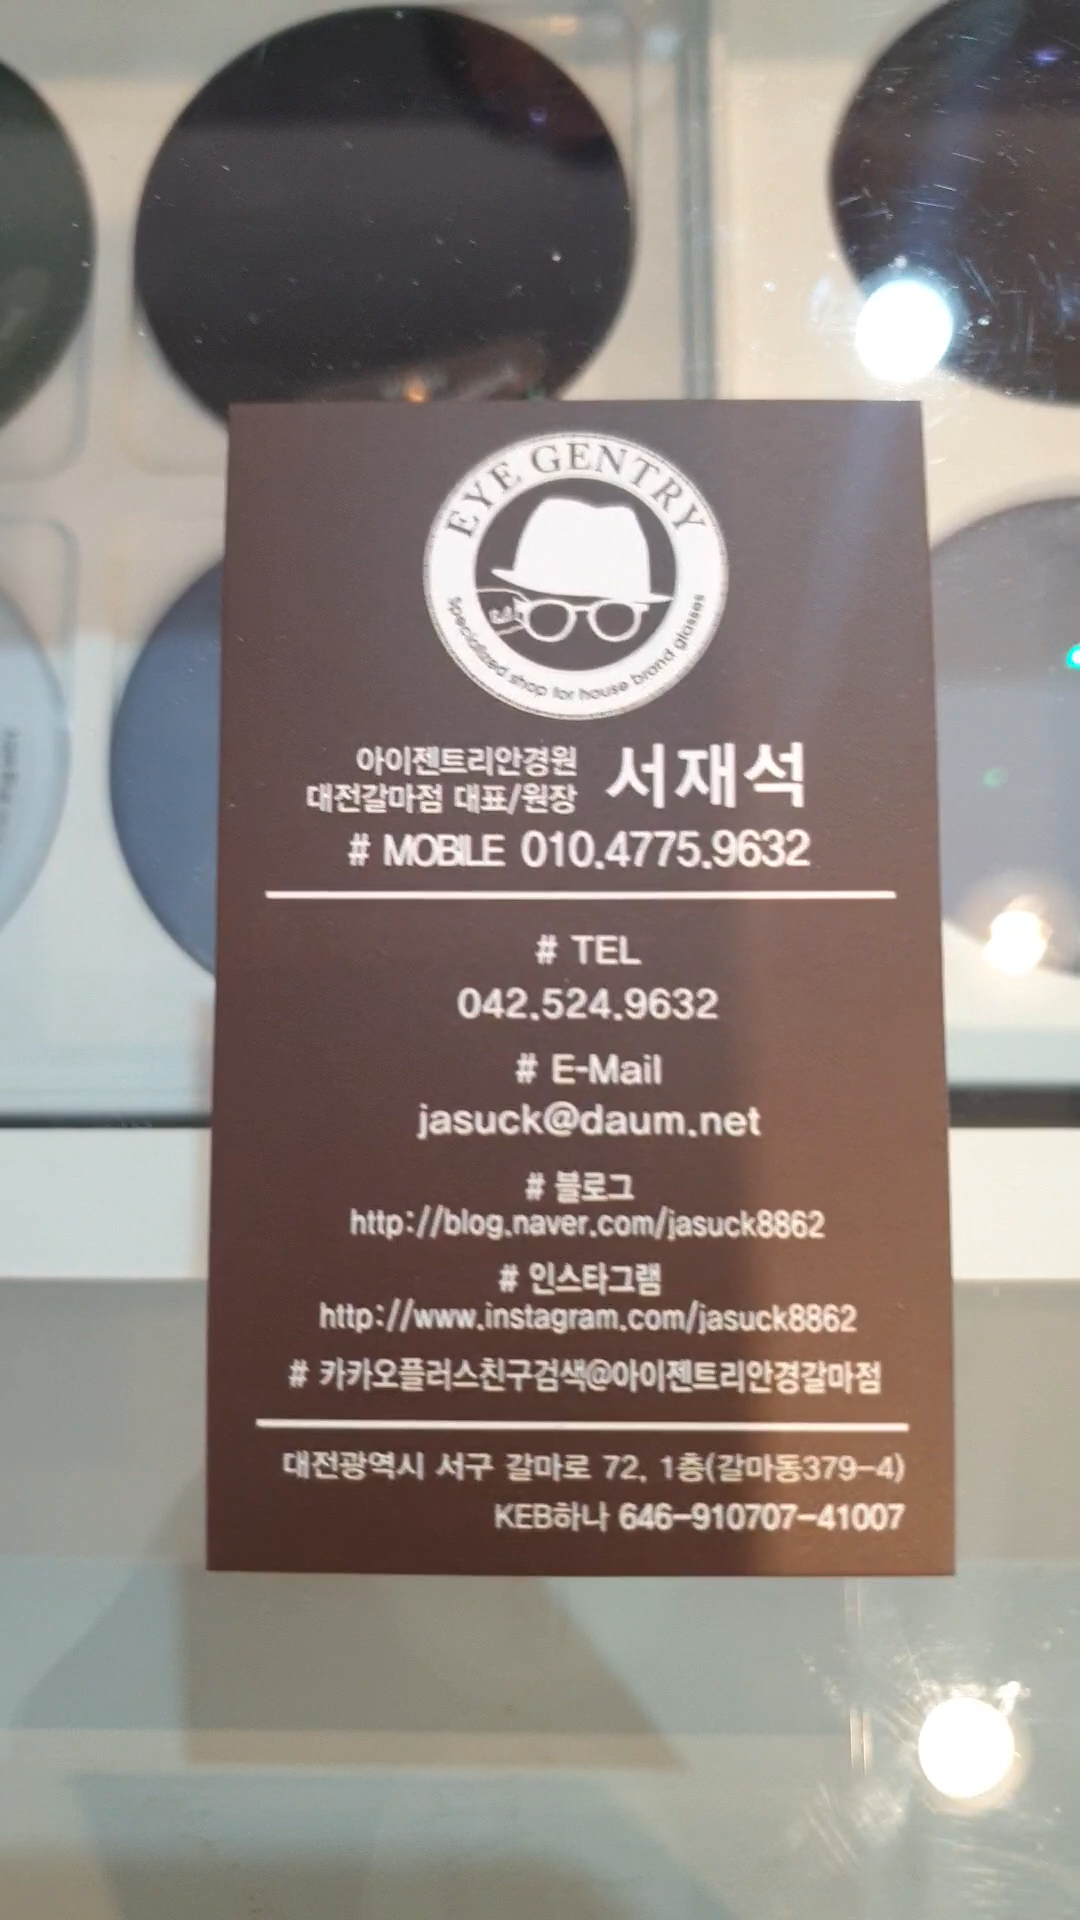 EYE GENTRY
Specialized shop for house brand glasses
아이젠트리안경원
대전갈마점 대표/원장 서재석
# MOBILE 010.4775.9632
# TEL
042.524.9632
# E-Mail
jasuck@daum.net
# 블로그
http://blog.naver.com/jasuck8862
# 인스타그램
http://www.instagram.com/jasuck8862
# 카카오플러스친구검색@아이젠트리안경갈마점
대전광역시 서구 갈마로 72, 1층(갈마동379-4)
KEB하나 646-910707-41007